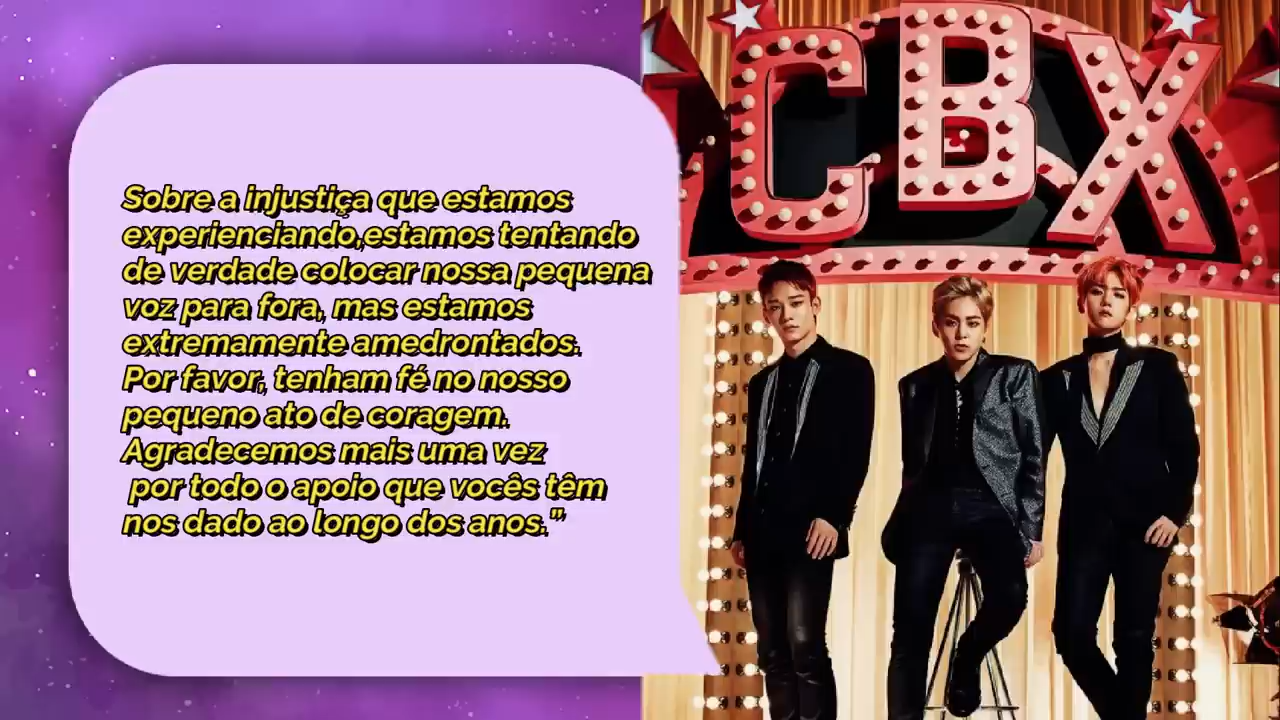 CBX
Sobre a injustiça que estamos
experienciando,estamos tentando
de verdade colocar nossa pequena
voz para fora, mas estamos
extremamente amedrontados.
Por favor, tenham fé no nosso
pequeno ato de coragem.
Agradecemos mais uma vez
por todo o apoio que vocês têm
nos dado ao longo dos anos.”